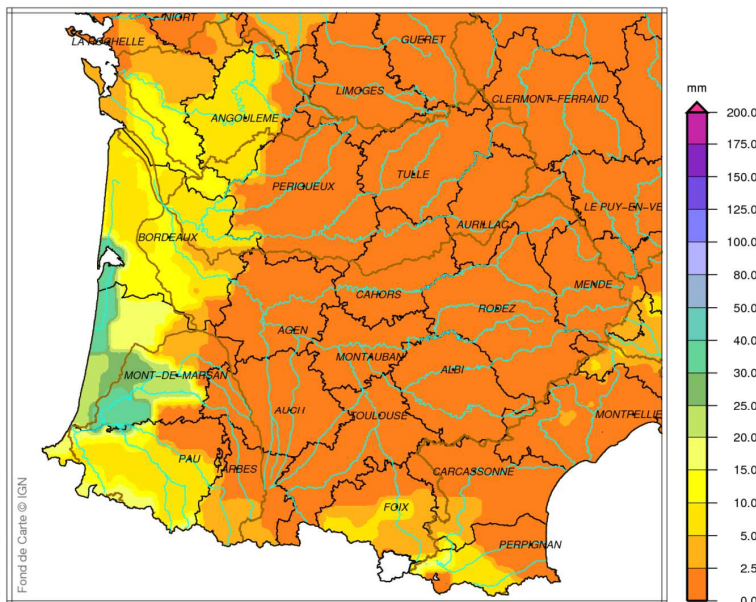 NIORT
LA ROCHELLE
GUERET
LIMOGES
CLERMONT-FERRAND
ANGOULEME
PERIGUEUX
TULLE
LE PUY-EN-VE
AURILLAC
BORDEAUX
CAHORS
MENDE
RODEZ
AGEN
MONTAUBAN
MONT-DE-MARSAN
ALBI
AUCH
TOULOUSE
MONTPELLIE
PAU
TARBES
CARCASSONNE
FOIX
PERPIGNAN
Fond de Carte © IGN
mm
200.0
175.0
150.0
125.0
100.0
80.0
50.0
40.0
30.0
20.0
15.0
10.0
5.0
2.5
0.0